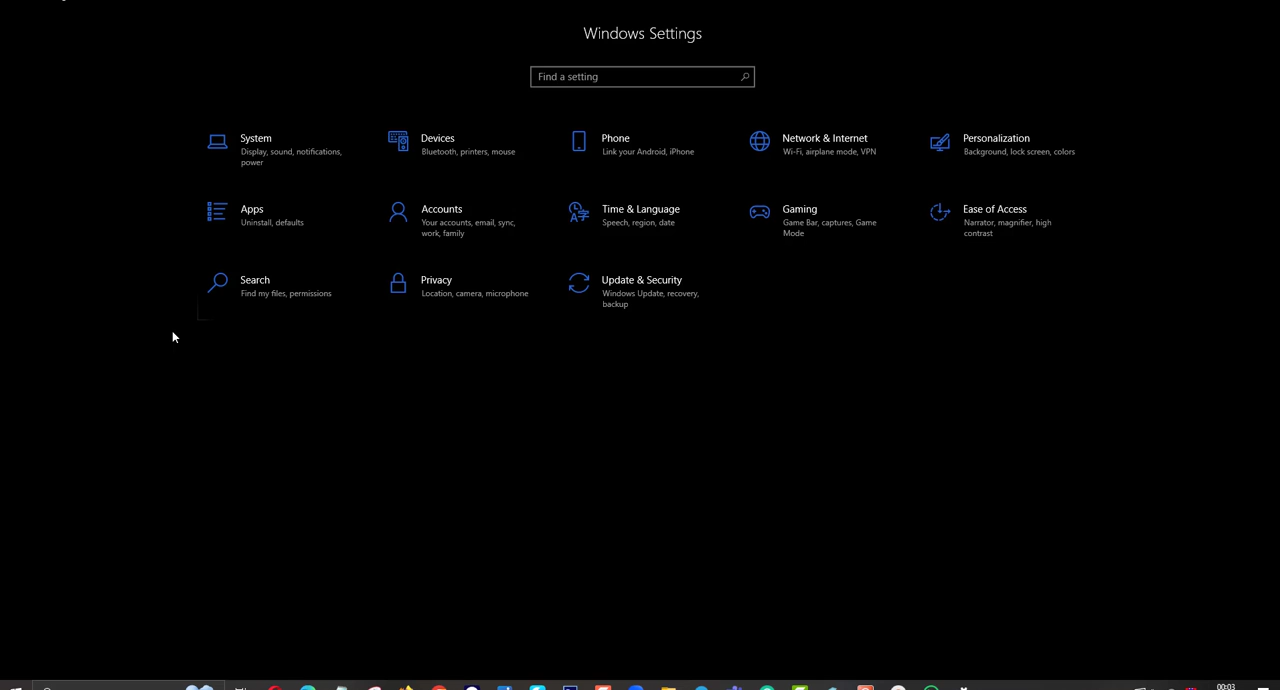 Windows Settings
Find a setting
System
Display, sound, notifications,
power
Devices
Bluetooth, printers, mouse
Phone
Link your Android, iPhone
Network & Internet
Wi-Fi, airplane mode, VPN
Personalization
Background, lock screen, colors
Apps
Uninstall, defaults
Accounts
Your accounts, email, sync,
work, family
Time & Language
Speech, region, date
Gaming
Game Bar, captures, Game
Mode
Ease of Access
Narrator, magnifier, high
contrast
Search
Find my files, permissions
Privacy
Location, camera, microphone
Update & Security
Windows Update, recovery,
backup
00:03